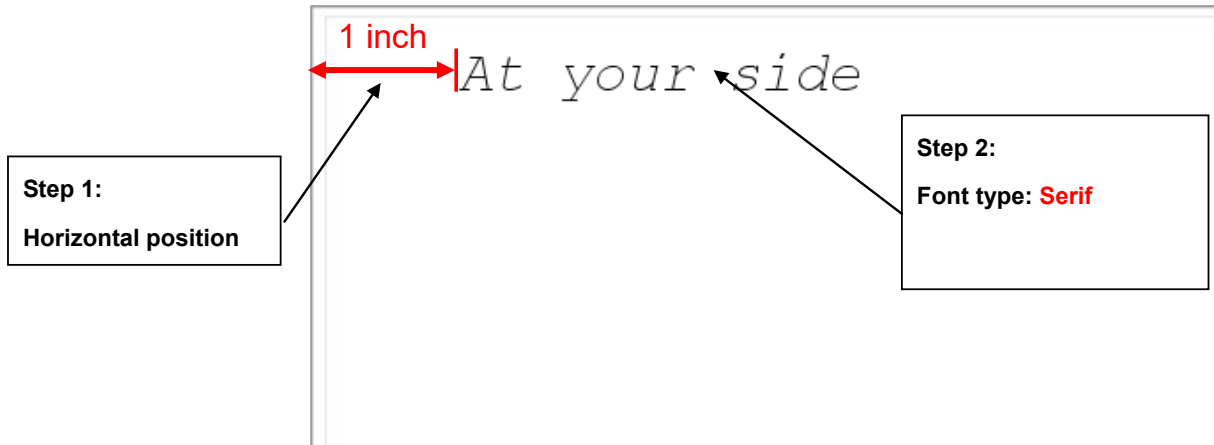 1 inch
At your side
Step 1:
Horizontal position
Step 2:
Font type: Serif